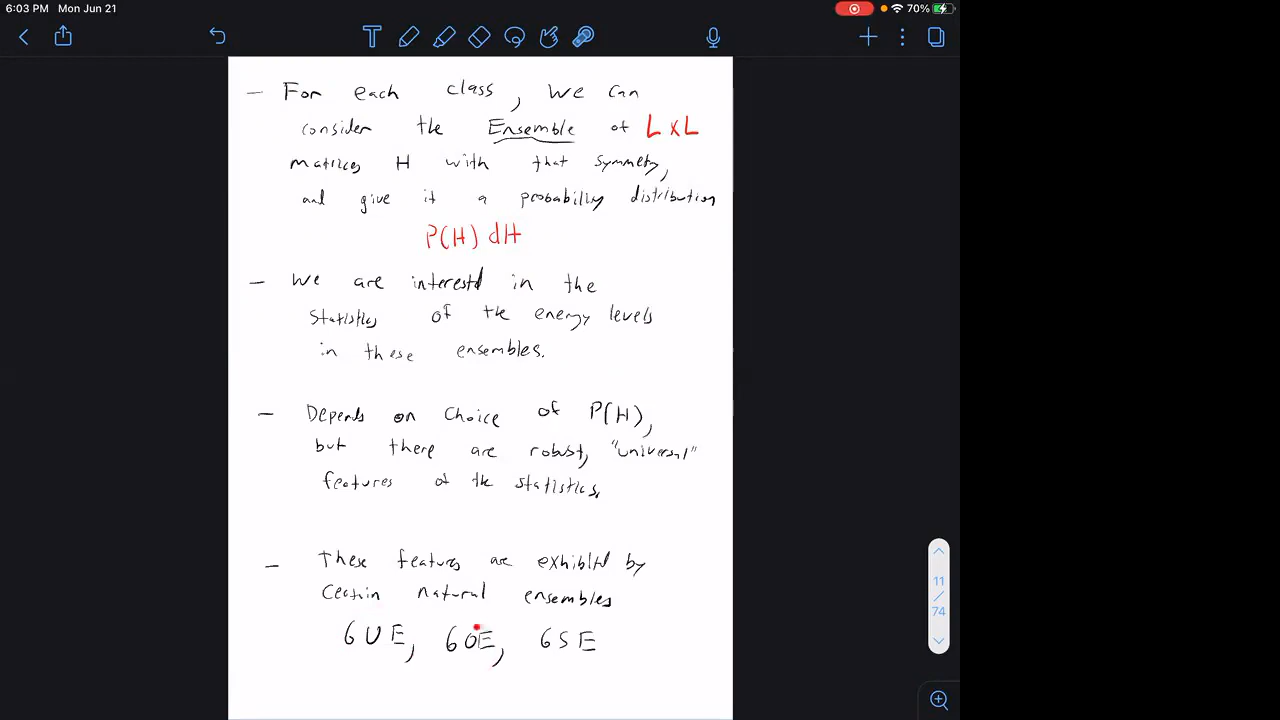 6:03 PM Mon Jun 21
70%
T
- For each class, we can
consider the Ensemble of L x L
matrices H with that symmetry,
and give it a probability distribution
P(H) dH
- We are interestd in the
statistics of the energy levels
in these ensembles.
- Depends on choice of P(H),
but there are robust, "universal"
features of the statistics.
- These features are exhibitd by
certain natural ensembles
GUE, GOE, GSE
11
/
74